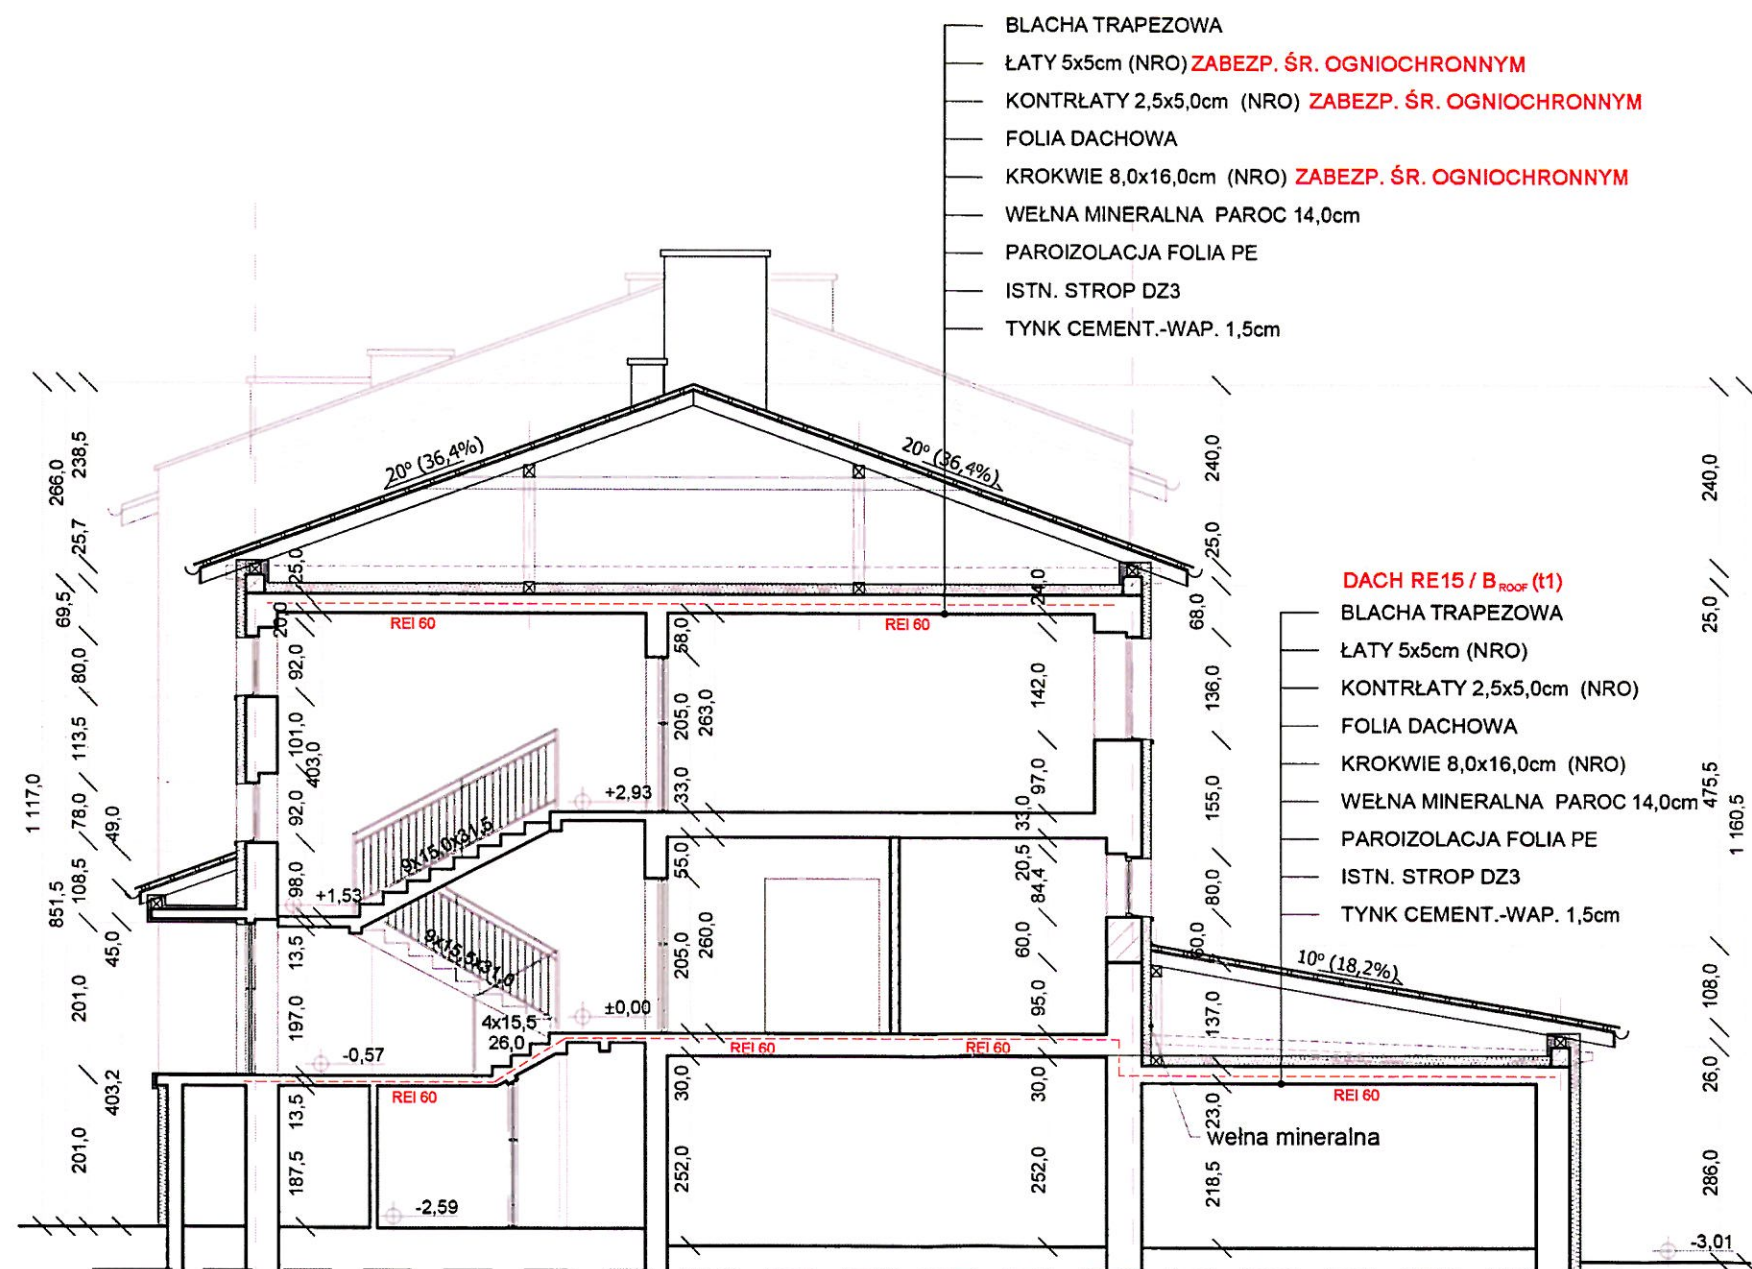 BLACHA TRAPEZOWA
ŁATY 5x5cm (NRO) ZABEZP. ŚR. OGNIOCHRONNYM
KONTRŁATY 2,5x5,0cm (NRO) ZABEZP. ŚR. OGNIOCHRONNYM
FOLIA DACHOWA
KROKWIE 8,0x16,0cm (NRO) ZABEZP. ŚR. OGNIOCHRONNYM
WEŁNA MINERALNA PAROC 14,0cm
PAROIZOLACJA FOLIA PE
ISTN. STROP DZ3
TYNK CEMENT.-WAP. 1,5cm
20° (36,4%)
20° (36,4%)
DACH RE15 / B ROOF (t1)
BLACHA TRAPEZOWA
ŁATY 5x5cm (NRO)
KONTRŁATY 2,5x5,0cm (NRO)
FOLIA DACHOWA
KROKWIE 8,0x16,0cm (NRO)
WEŁNA MINERALNA PAROC 14,0cm
PAROIZOLACJA FOLIA PE
ISTN. STROP DZ3
TYNK CEMENT.-WAP. 1,5cm
10° (18,2%)
wełna mineralna
REI 60
REI 60
REI 60
REI 60
REI 60
REI 60
+2,93
+1,53
±0,00
-0,57
-2,59
-3,01
9x15,0x31,5
9x15,5x31,0
4x15,5
26,0
1 117,0
266,0
851,5
238,5
25,7
69,5
80,0
113,5
78,0
49,0
108,5
45,0
201,0
403,2
201,0
25,0
20,0
92,0
101,0
403,0
92,0
98,0
13,5
197,0
13,5
187,5
58,0
205,0
263,0
33,0
55,0
205,0
260,0
30,0
252,0
24,0
142,0
97,0
33,0
20,5
84,4
60,0
95,0
30,0
252,0
240,0
25,0
68,0
136,0
155,0
80,0
60,0
137,0
23,0
218,5
240,0
25,0
475,5
108,0
26,0
286,0
1 160,5